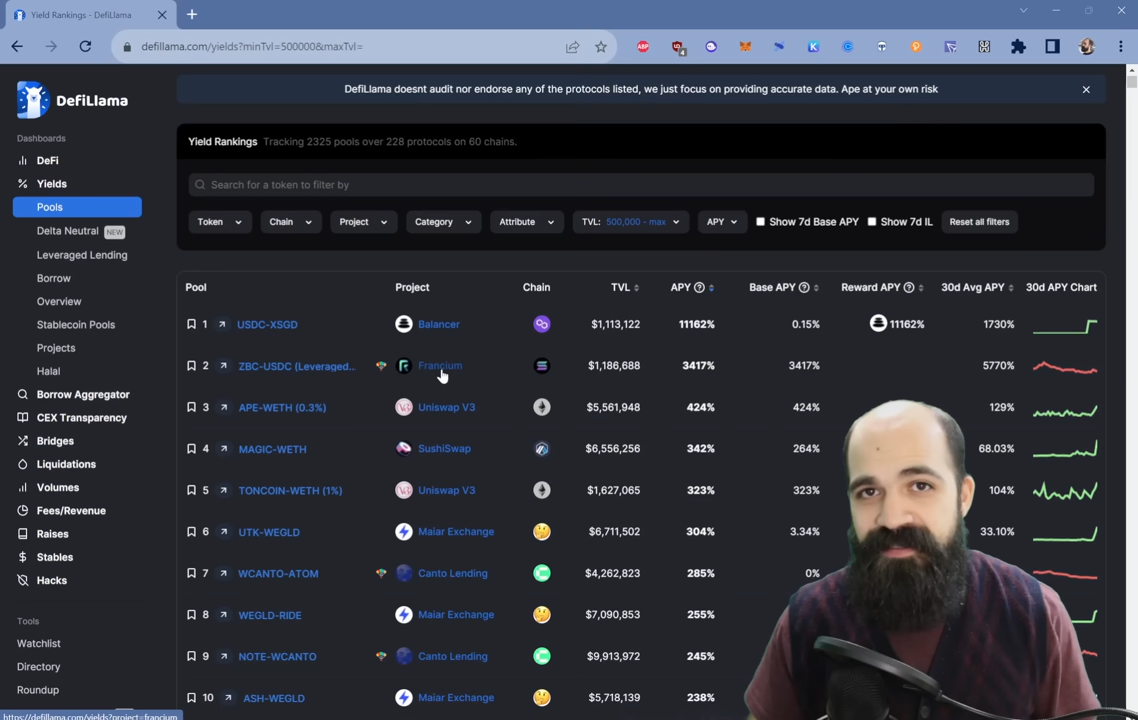 Yield Rankings - DefiLlama
defillama.com/yields?minTvl=500000&maxTvl=
ABP
4
DefiLlama
DefiLlama doesnt audit nor endorse any of the protocols listed, we just focus on providing accurate data. Ape at your own risk
Dashboards
DeFi
Yields
Pools
Delta Neutral NEW
Leveraged Lending
Borrow
Overview
Stablecoin Pools
Projects
Halal
Borrow Aggregator
CEX Transparency
Bridges
Liquidations
Volumes
Fees/Revenue
Raises
Stables
Hacks
Tools
Watchlist
Directory
Roundup
https://defillama.com/yields?project=francium
Yield Rankings Tracking 2325 pools over 228 protocols on 60 chains.
Search for a token to filter by
Token Chain Project Category Attribute TVL: 500,000 - max APY Show 7d Base APY Show 7d IL Reset all filters
Pool Project Chain TVL APY Base APY Reward APY 30d Avg APY 30d APY Chart
1 USDC-XSGD Balancer $1,113,122 11162% 0.15% 11162% 1730%
2 ZBC-USDC (Leveraged... Francium $1,186,688 3417% 3417% 5770%
3 APE-WETH (0.3%) Uniswap V3 $5,561,948 424% 424% 129%
4 MAGIC-WETH SushiSwap $6,556,256 342% 264% 68.03%
5 TONCOIN-WETH (1%) Uniswap V3 $1,627,065 323% 323% 104%
6 UTK-WEGLD Maiar Exchange $6,711,502 304% 3.34% 33.10%
7 WCANTO-ATOM Canto Lending $4,262,823 285% 0%
8 WEGLD-RIDE Maiar Exchange $7,090,853 255%
9 NOTE-WCANTO Canto Lending $9,913,972 245%
10 ASH-WEGLD Maiar Exchange $5,718,139 238%